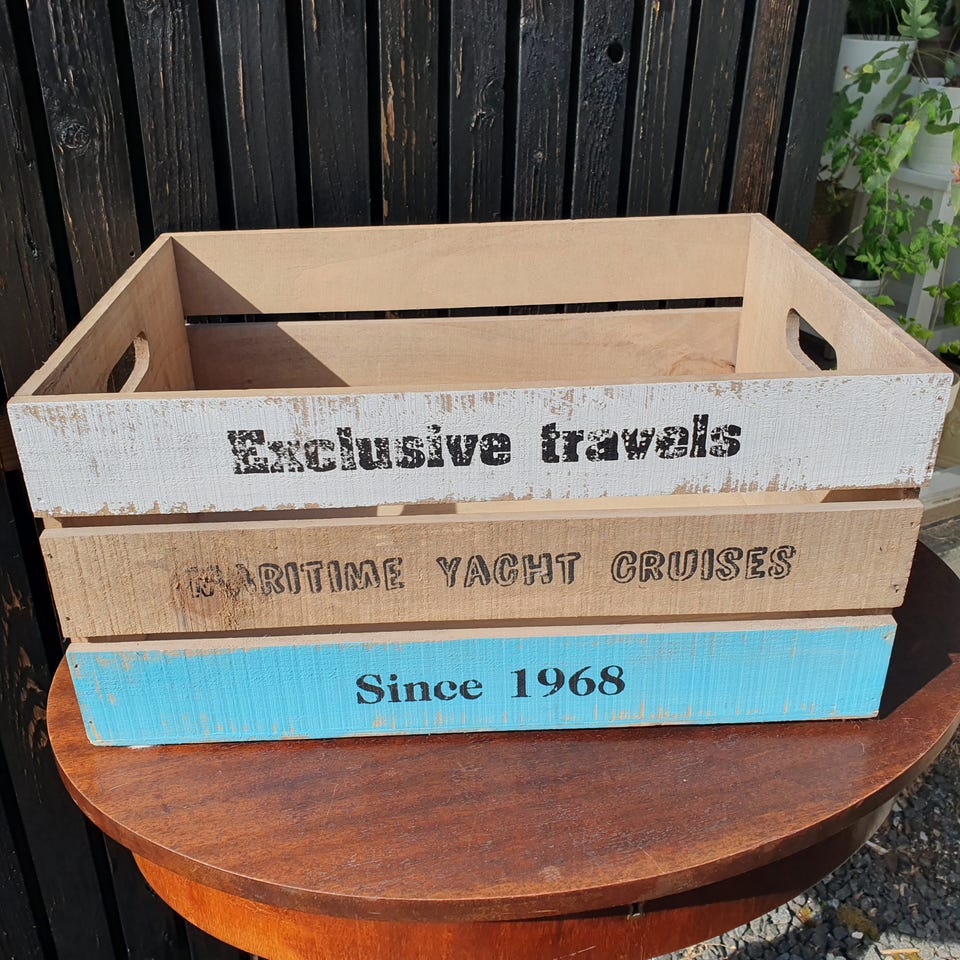 Exclusive travels
MARITIME YACHT CRUISES
Since 1968